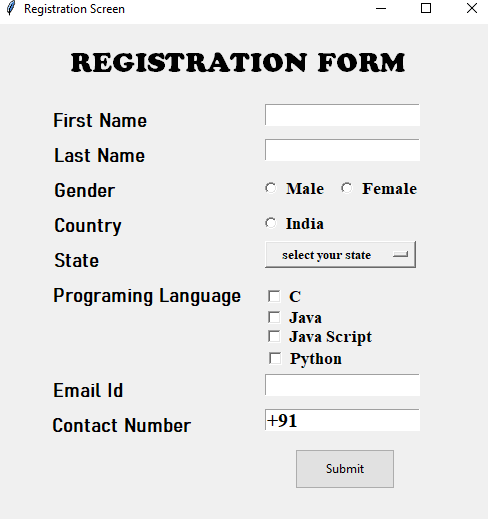 Registration Screen
REGISTRATION FORM
First Name
Last Name
Gender Male Female
Country India
State select your state
Programing Language C
Java
Java Script
Python
Email Id
Contact Number +91
Submit